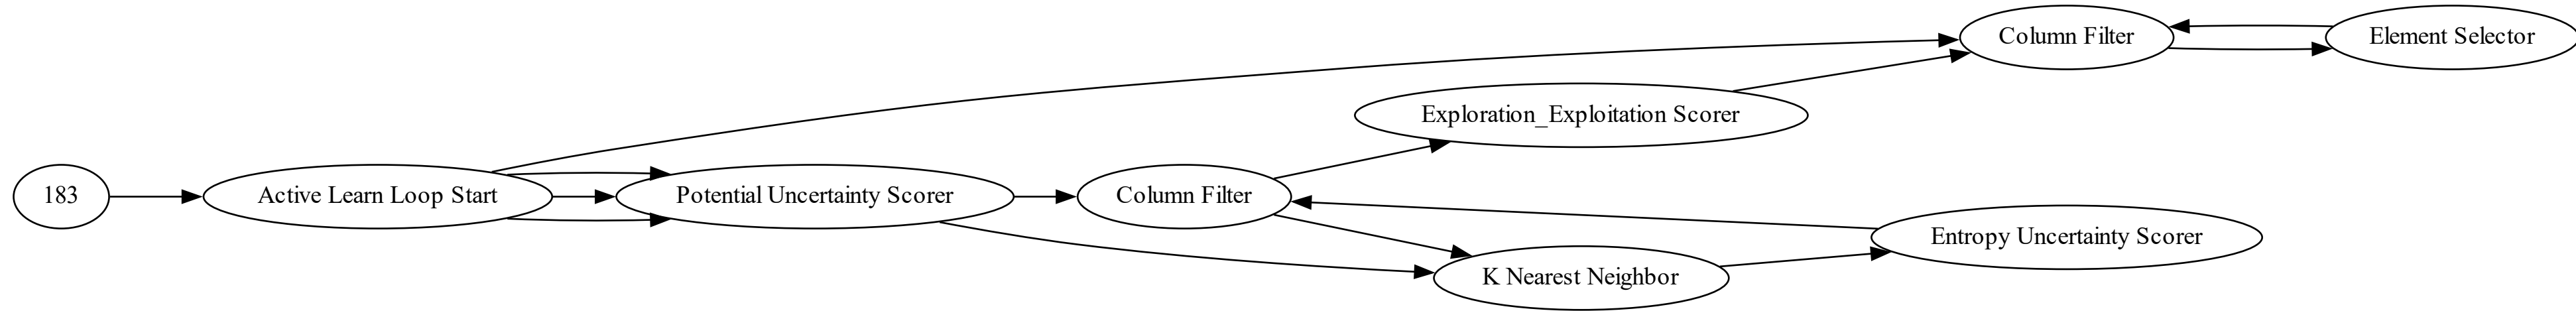 183
Active Learn Loop Start
Potential Uncertainty Scorer
Column Filter
Exploration_Exploitation Scorer
K Nearest Neighbor
Entropy Uncertainty Scorer
Column Filter
Element Selector